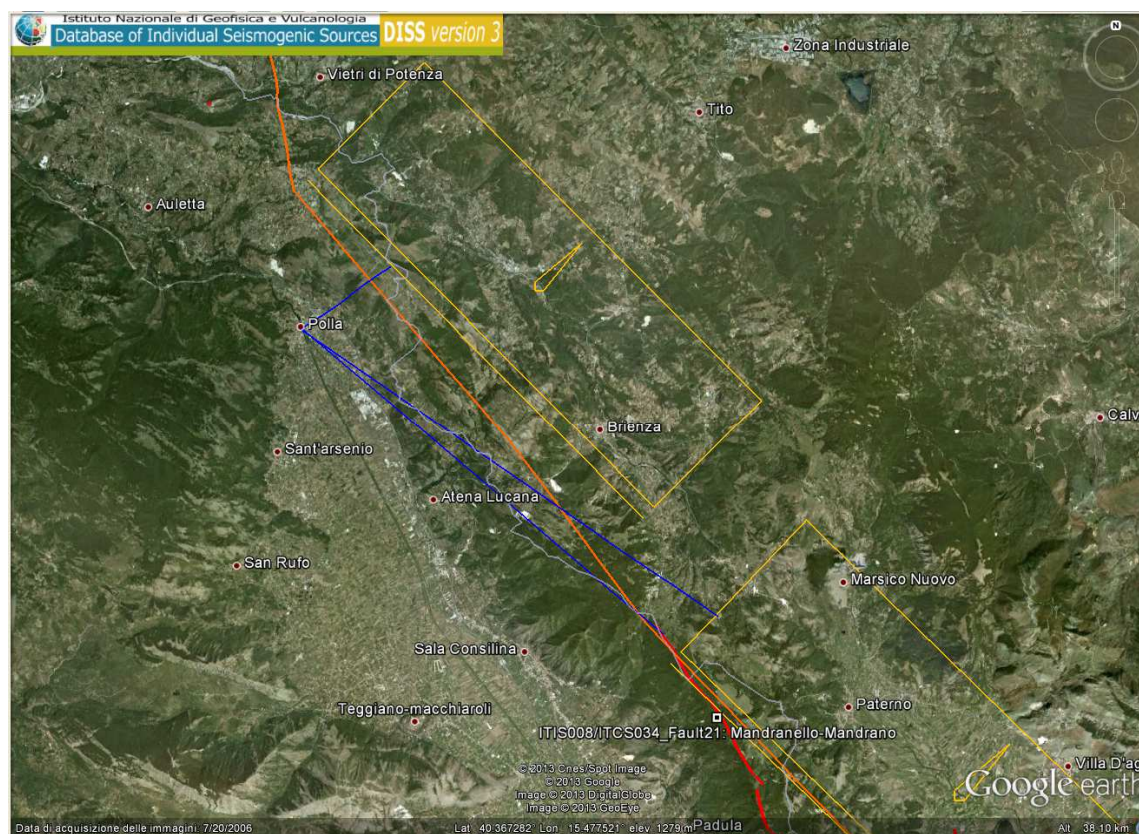 Istituto Nazionale di Geofisica e Vulcanologia
Database of Individual Seismogenic Sources DISS version 3
N
Zona Industriale
Vietri di Potenza
Tito
Auletta
Polla
Calv
Brienza
Sant'arsenio
Atena Lucana
San Rufo
Marsico Nuovo
Sala Consilina
Paterno
Teggiano-macchiaroli
ITIS008/ITCS034_Fault21: Mandranello-Mandrano
Villa D'ag
© 2013 Cnes/Spot Image
© 2013 Google
Image © 2013 DigitalGlobe
Image © 2013 GeoEye
Google earth
Padula
Data di acquisizione delle immagini: 7/20/2006
Lat 40.367282° Lon 15.477521° elev 1279 m
Alt 38.10 km